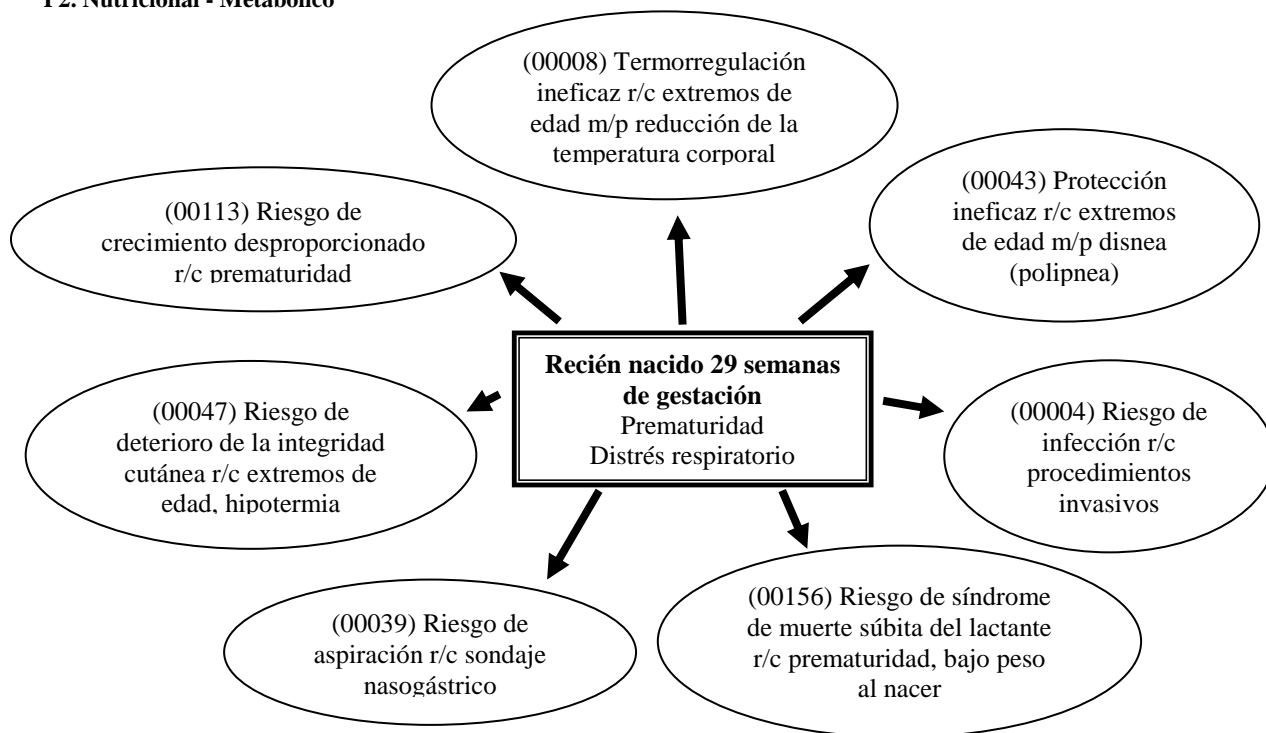 P2. Nutricional - Metabólico
(00008) Termorregulación
ineficaz r/c extremos de
edad m/p reducción de la
temperatura corporal
(00113) Riesgo de
crecimiento desproporcionado
r/c prematuridad
(00043) Protección
ineficaz r/c extremos
de edad m/p disnea
(polipnea)
Recién nacido 29 semanas
de gestación
Prematuridad
Distrés respiratorio
(00047) Riesgo de
deterioro de la integridad
cutánea r/c extremos de
edad, hipotermia
(00004) Riesgo de
infección r/c
procedimientos
invasivos
(00039) Riesgo de
aspiración r/c sondaje
nasogástrico
(00156) Riesgo de síndrome
de muerte súbita del lactante
r/c prematuridad, bajo peso
al nacer